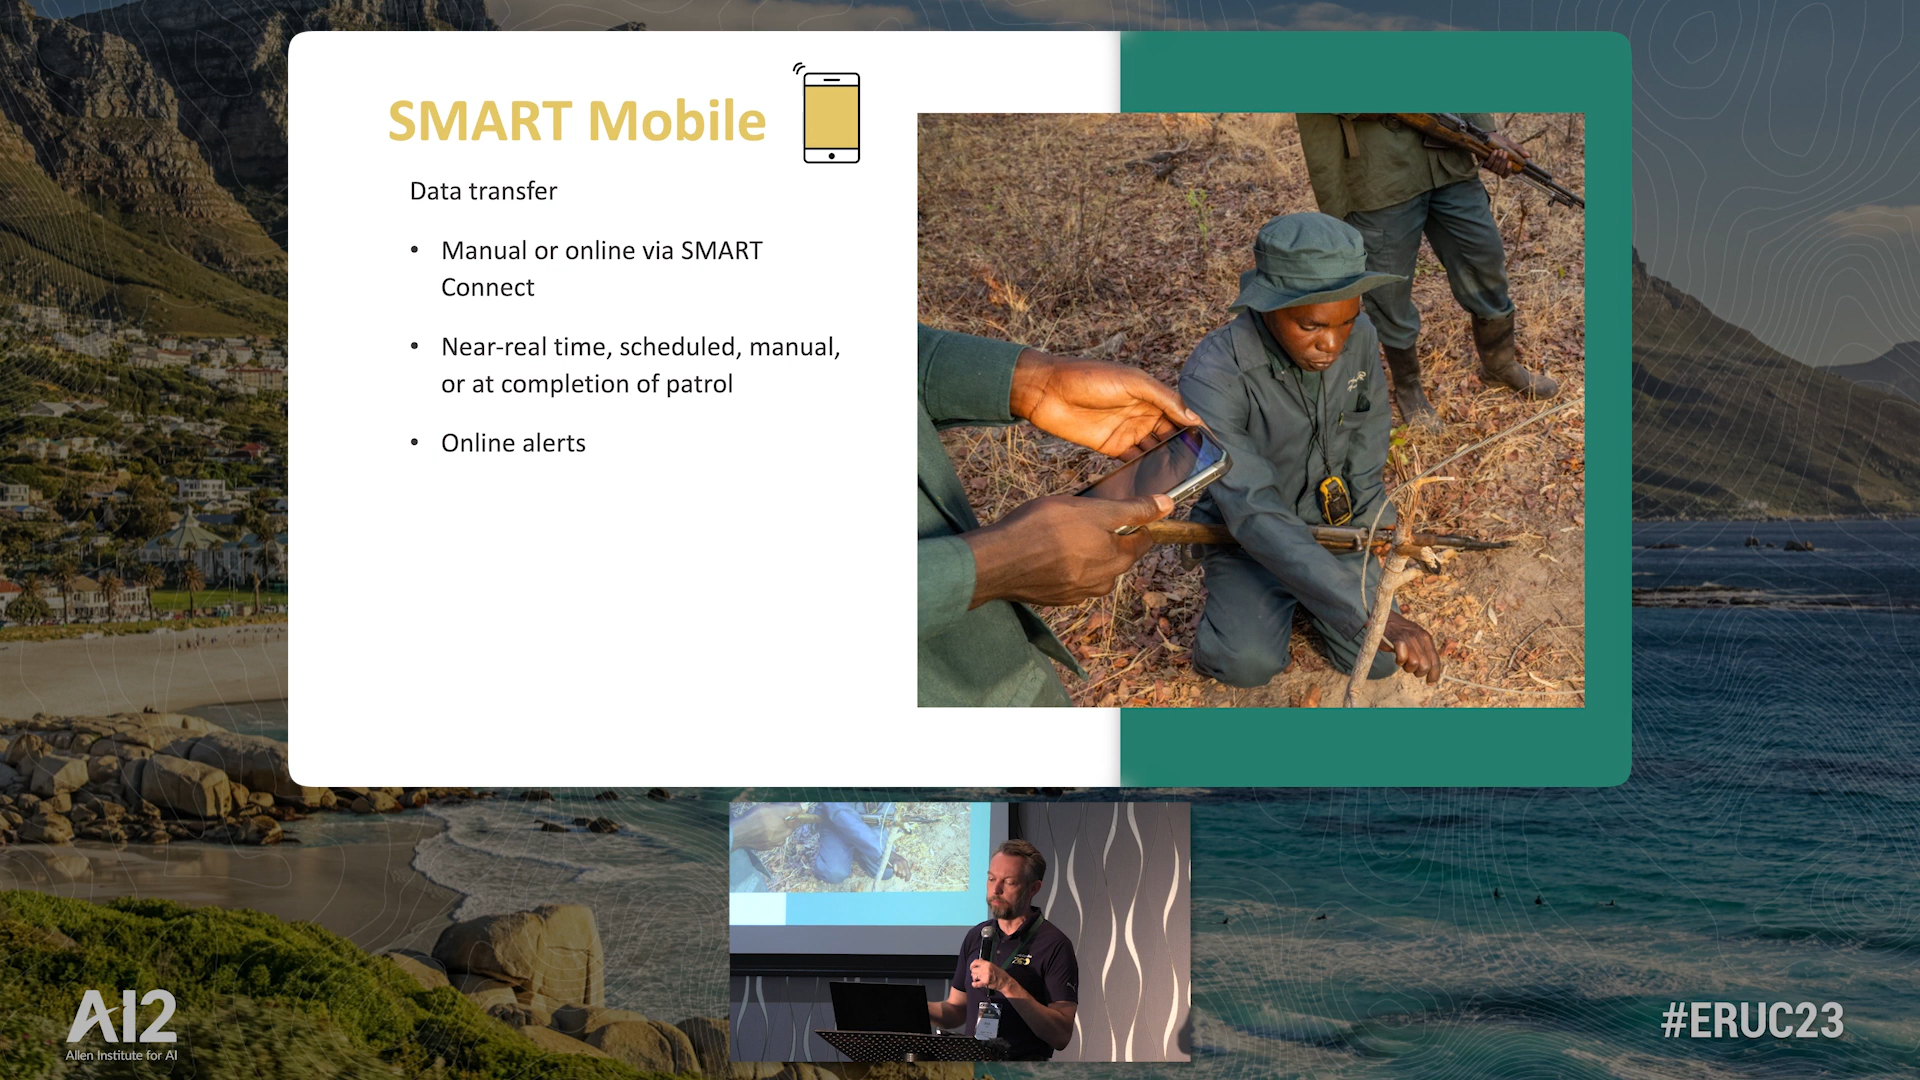 SMART Mobile
Data transfer
• Manual or online via SMART
Connect
• Near-real time, scheduled, manual,
or at completion of patrol
• Online alerts
AI2
Allen Institute for AI
#ERUC23